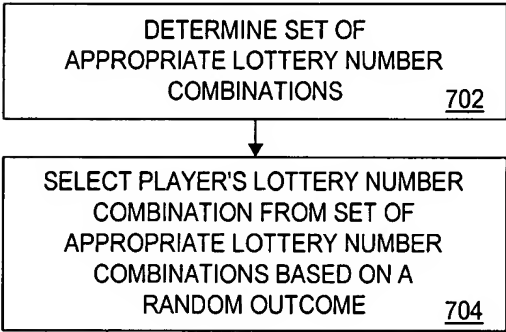 DETERMINE SET OF
APPROPRIATE LOTTERY NUMBER
COMBINATIONS
702
SELECT PLAYER'S LOTTERY NUMBER
COMBINATION FROM SET OF
APPROPRIATE LOTTERY NUMBER
COMBINATIONS BASED ON A
RANDOM OUTCOME
704